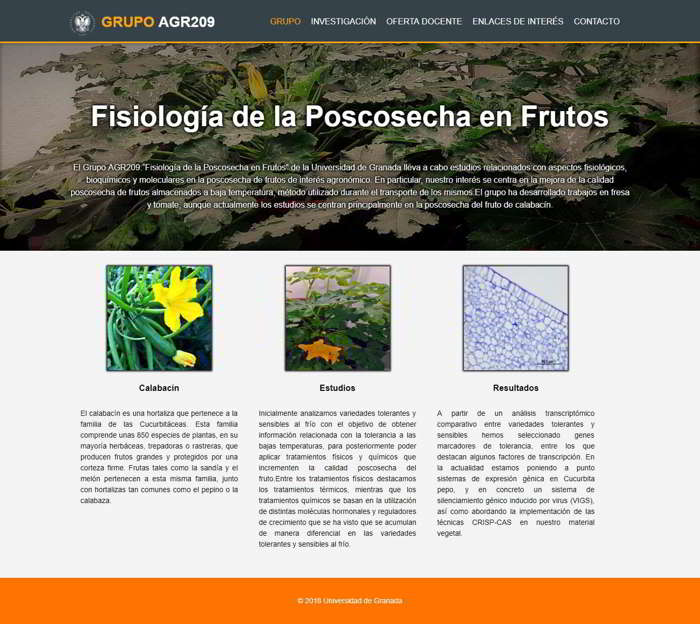 GRUPO AGR209
GRUPO INVESTIGACIÓN OFERTA DOCENTE ENLACES DE INTERÉS CONTACTO
Fisiología de la Poscosecha en Frutos
El Grupo AGR209 "Fisiología de la Poscosecha en Frutos" de la Universidad de Granada lléva a cabo estudios relacionados con aspectos fisiológicos,
bioquímicos y moleculares en la poscosecha de frutos de interés agronómico. En particular, nuestro interés se centra en la mejora de la calidad
poscosecha de frutos almacenados a baja temperatura, método utilizado durante el transporte de los mismos.El grupo ha desarrollado trabajos en fresa
y tomate, aunque actualmente los estudios se centran principalmente en la poscosecha del fruto de calabacín.
Calabacín
El calabacín es una hortaliza que pertenece a la
familia de las Cucurbitáceas. Esta familia
comprende unas 850 especies de plantas, en su
mayoría herbáceas, trepadoras o rastreras, que
producen frutos grandes y protegidos por una
corteza firme. Frutas tales como la sandía y el
melón pertenecen a esta misma familia, junto
con hortalizas tan comunes como el pepino o la
calabaza.
Estudios
Inicialmente analizamos variedades tolerantes y
sensibles al frío con el objetivo de obtener
información relacionada con la tolerancia a las
bajas temperaturas, para posteriormente poder
aplicar tratamientos físicos y químicos que
incrementen la calidad poscosecha del
fruto.Entre los tratamientos físicos destacamos
los tratamientos térmicos, mientras que los
tratamientos químicos se basan en la utilización
de distintas moléculas hormonales y reguladores
de crecimiento que se ha visto que se acumulan
de manera diferencial en las variedades
tolerantes y sensibles al frío.
Resultados
A partir de un análisis transcriptómico
comparativo entre variedades tolerantes y
sensibles hemos seleccionado genes
marcadores de tolerancia, entre los que
destacan algunos factores de transcripción. En
la actualidad estamos poniendo a punto
sistemas de expresión génica en Cucurbita
pepo, y en concreto un sistema de
silenciamiento génico inducido por virus (VIGS),
así como abordando la implementación de las
técnicas CRISP-CAS en nuestro material
vegetal.
© 2018 Universidad de Granada